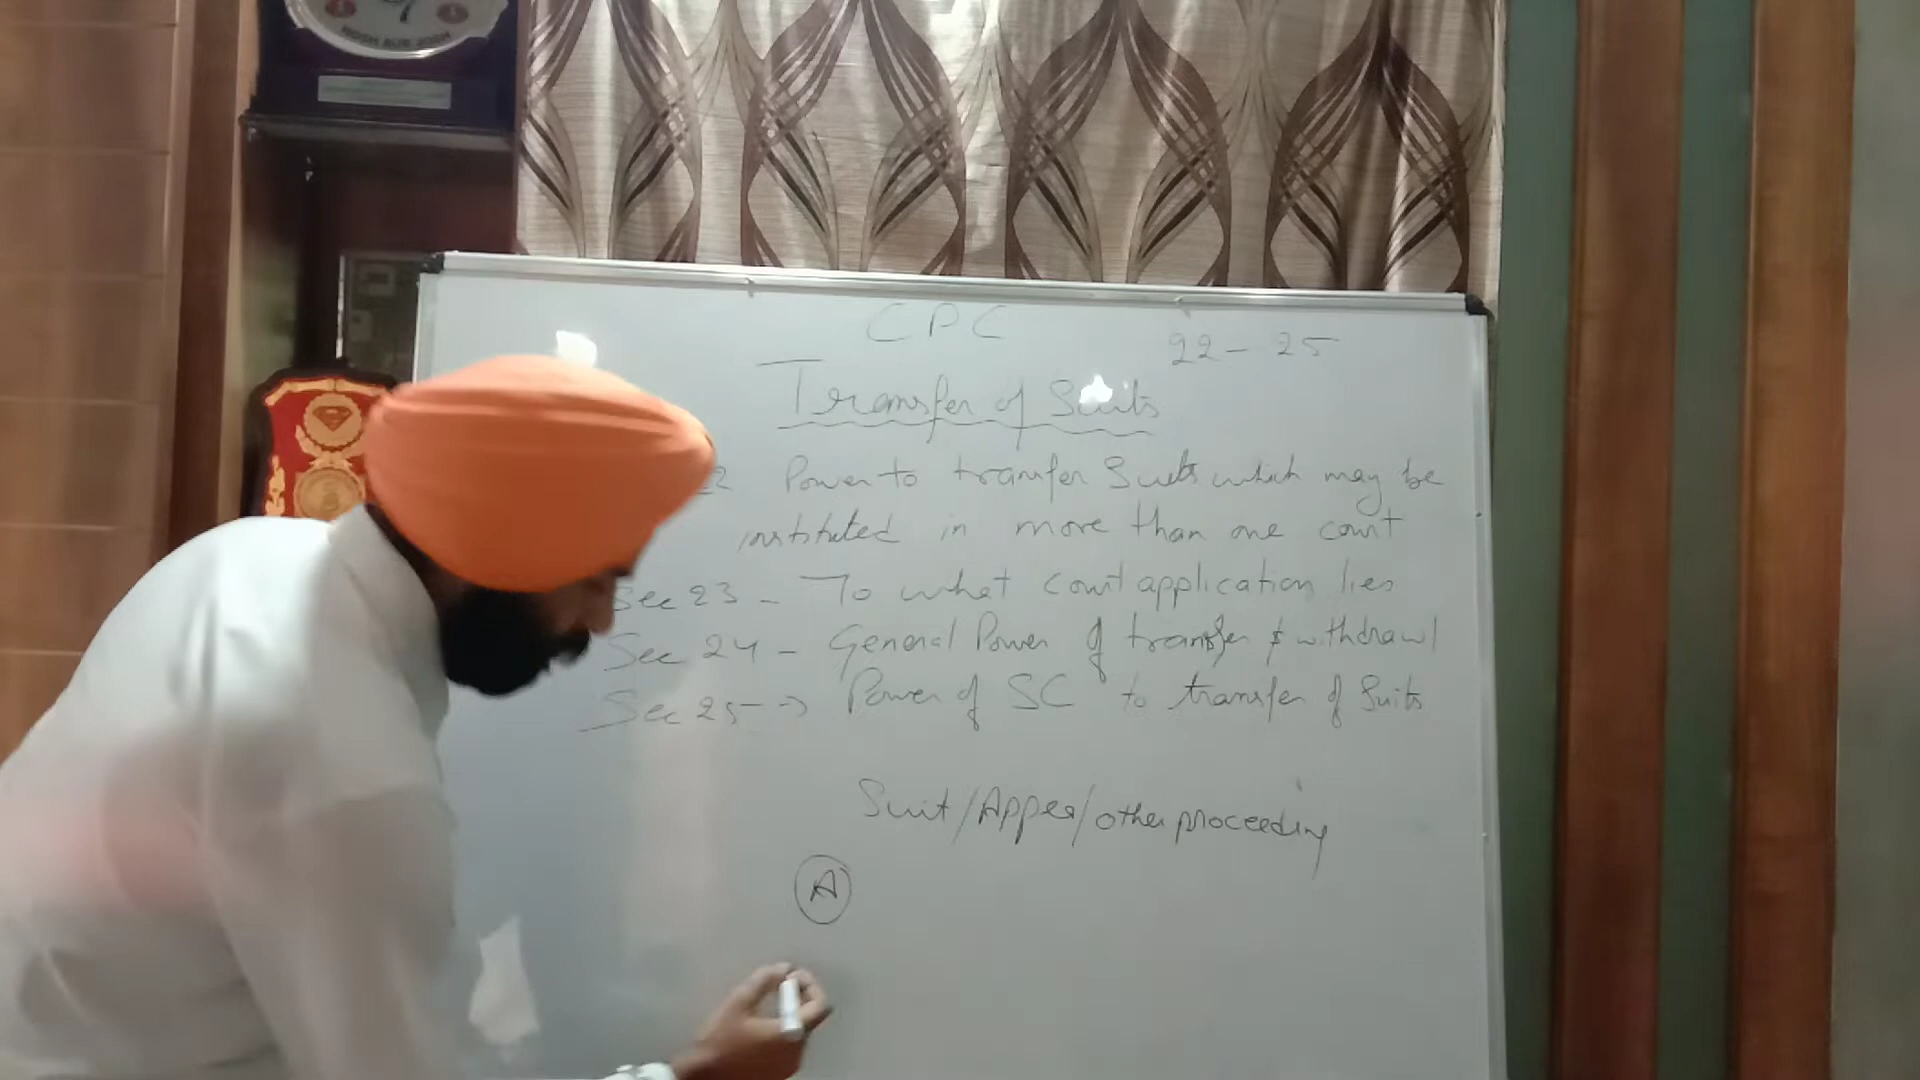 CPC
22 - 25
Transfer of Suits
22 Power to transfer Suits which may be
instituted in more than one court
Sec 23 - To what court application lies
Sec 24 - General Power of transfer & withdrawl
Sec 25 -> Power of SC to transfer of Suits
Suit/Appea/other proceeding
A